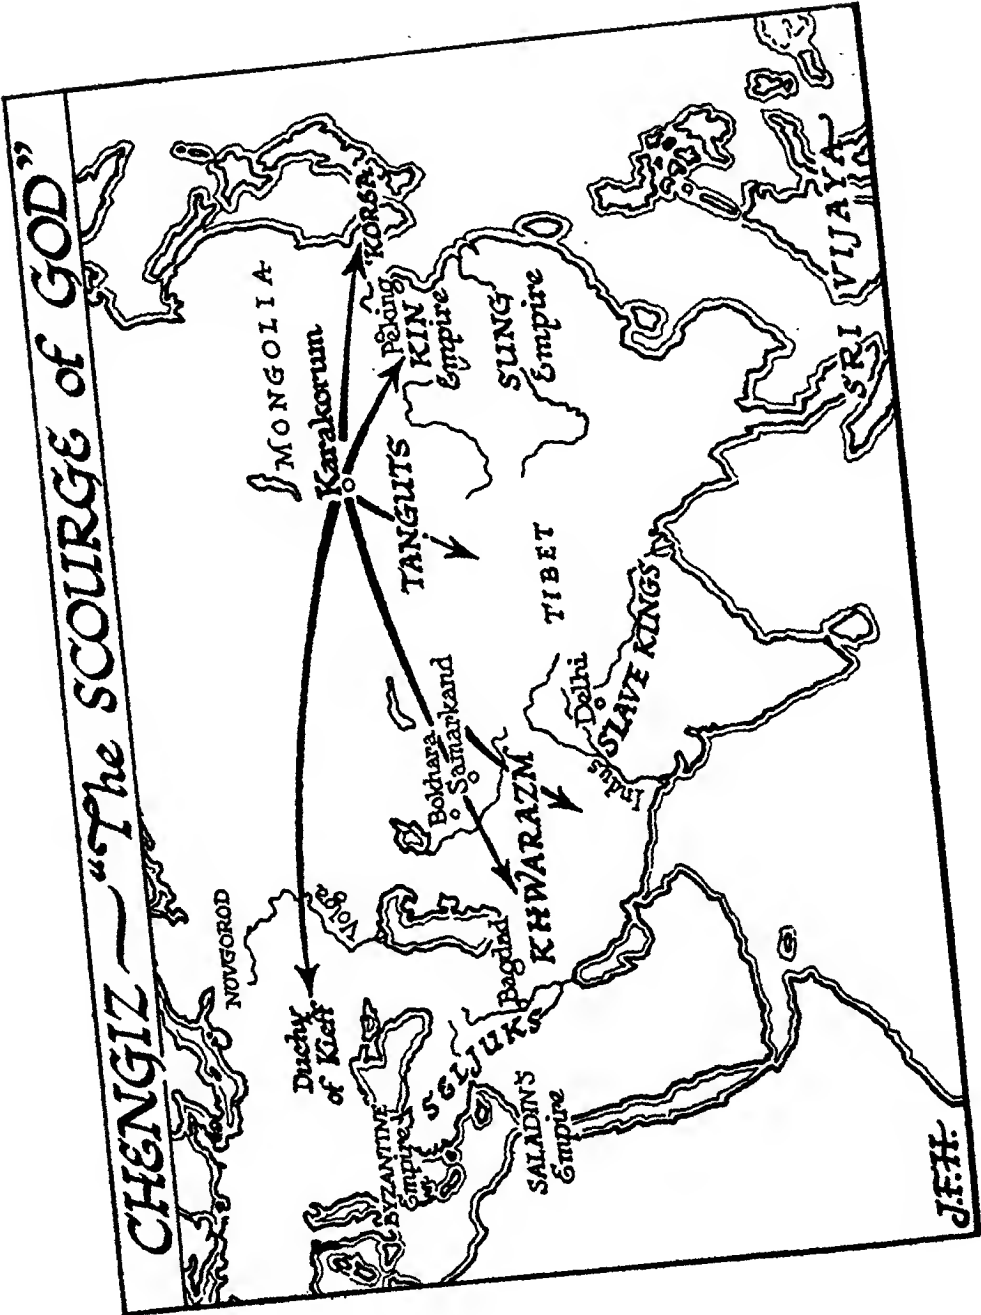 CHENGIZ — "The SCOURGE of GOD"
NOVGOROD
Volga
Duchy
of Kieff
MONGOLIA
Karakorum
KOREA
Peking
KIN
Empire
SUNG
Empire
TANGUTS
TIBET
Bokhara
Samarkand
KHWARAZM
Bagdad
SELJUKS
BYZANTINE
Empire
SALADIN'S
Empire
Delhi
SLAVE KINGS
Indus
SRI VIJAYA
J.F.H.